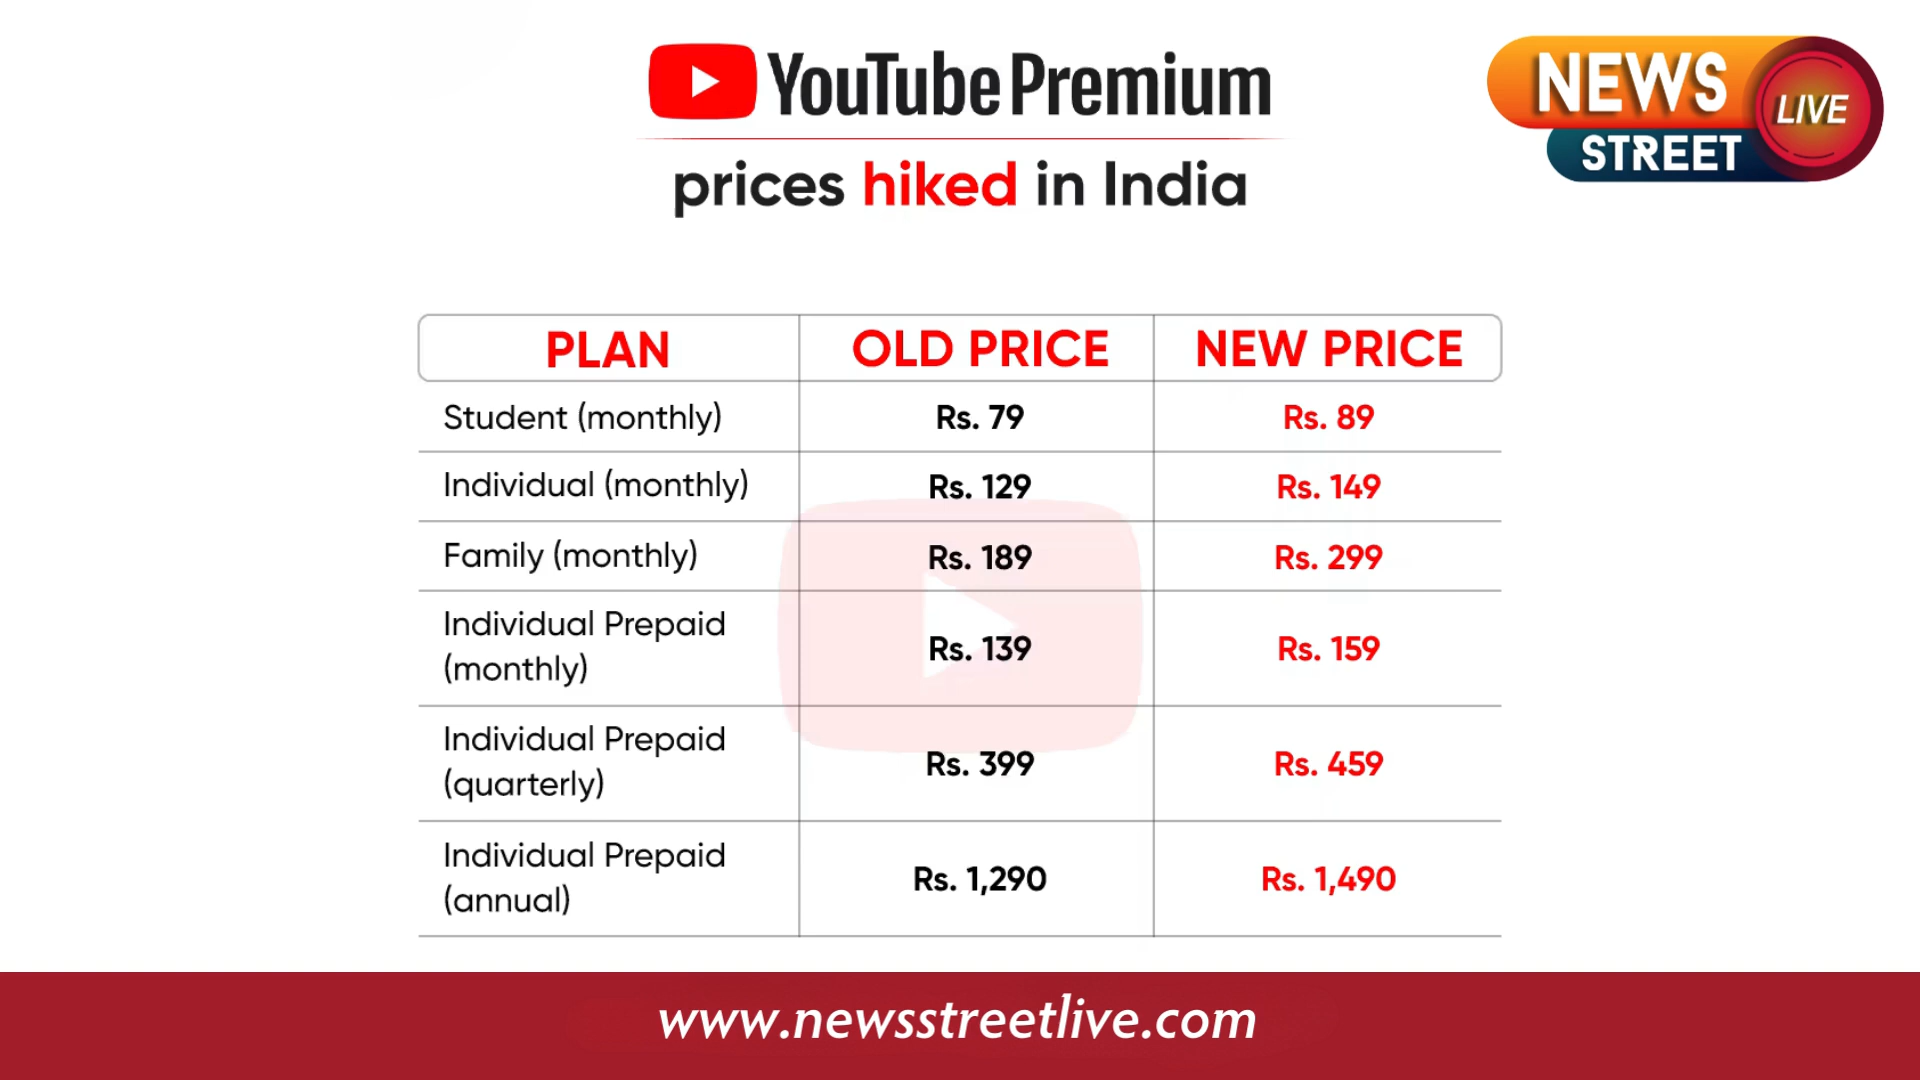 YouTube Premium
prices hiked in India
NEWS
STREET
LIVE
PLAN OLD PRICE NEW PRICE
Student (monthly) Rs. 79 Rs. 89
Individual (monthly) Rs. 129 Rs. 149
Family (monthly) Rs. 189 Rs. 299
Individual Prepaid
(monthly) Rs. 139 Rs. 159
Individual Prepaid
(quarterly) Rs. 399 Rs. 459
Individual Prepaid
(annual) Rs. 1,290 Rs. 1,490
www.newsstreetlive.com